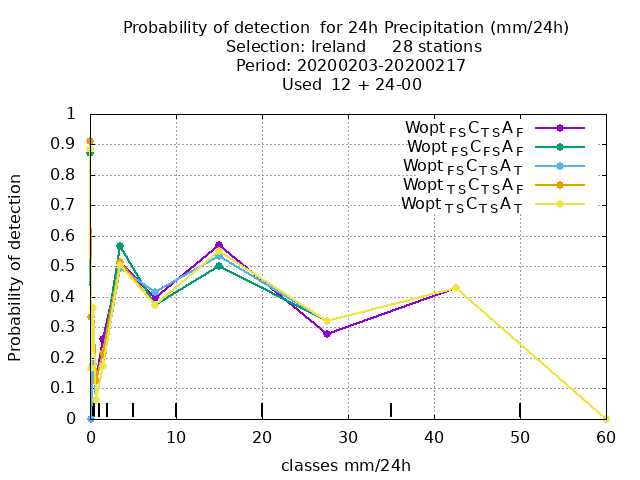 Probability of detection  for 24h Precipitation (mm/24h)
Selection: Ireland     28 stations
Period: 20200203-20200217
Used  12 + 24-00
Probability of detection
1
0.9
0.8
0.7
0.6
0.5
0.4
0.3
0.2
0.1
0
Wopt FS C TS A F
Wopt FS C FS A F
Wopt FS C TS A T
Wopt TS C TS A F
Wopt TS C TS A T
0 10 20 30 40 50 60
classes mm/24h